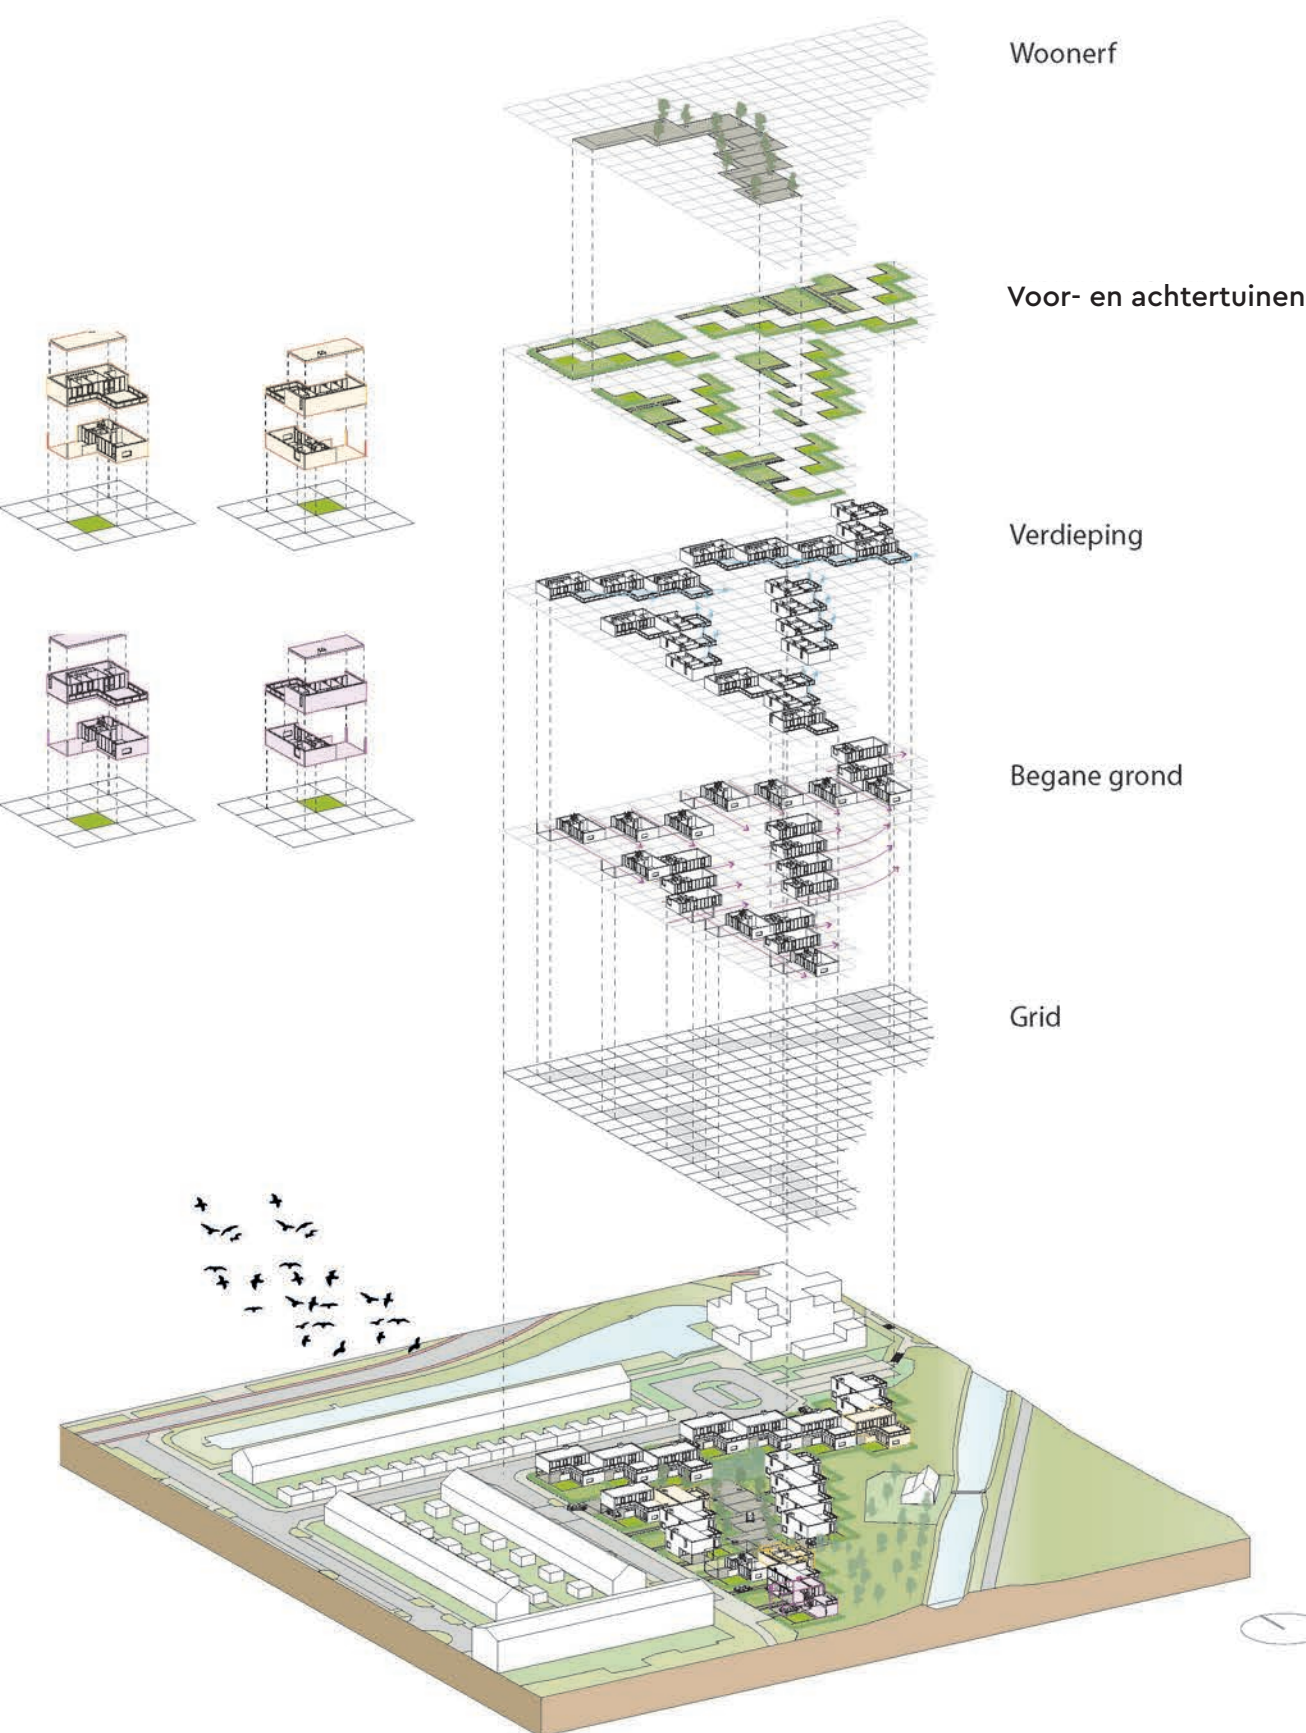 Woonerf
Voor- en achtertuinen
Verdieping
Begane grond
Grid